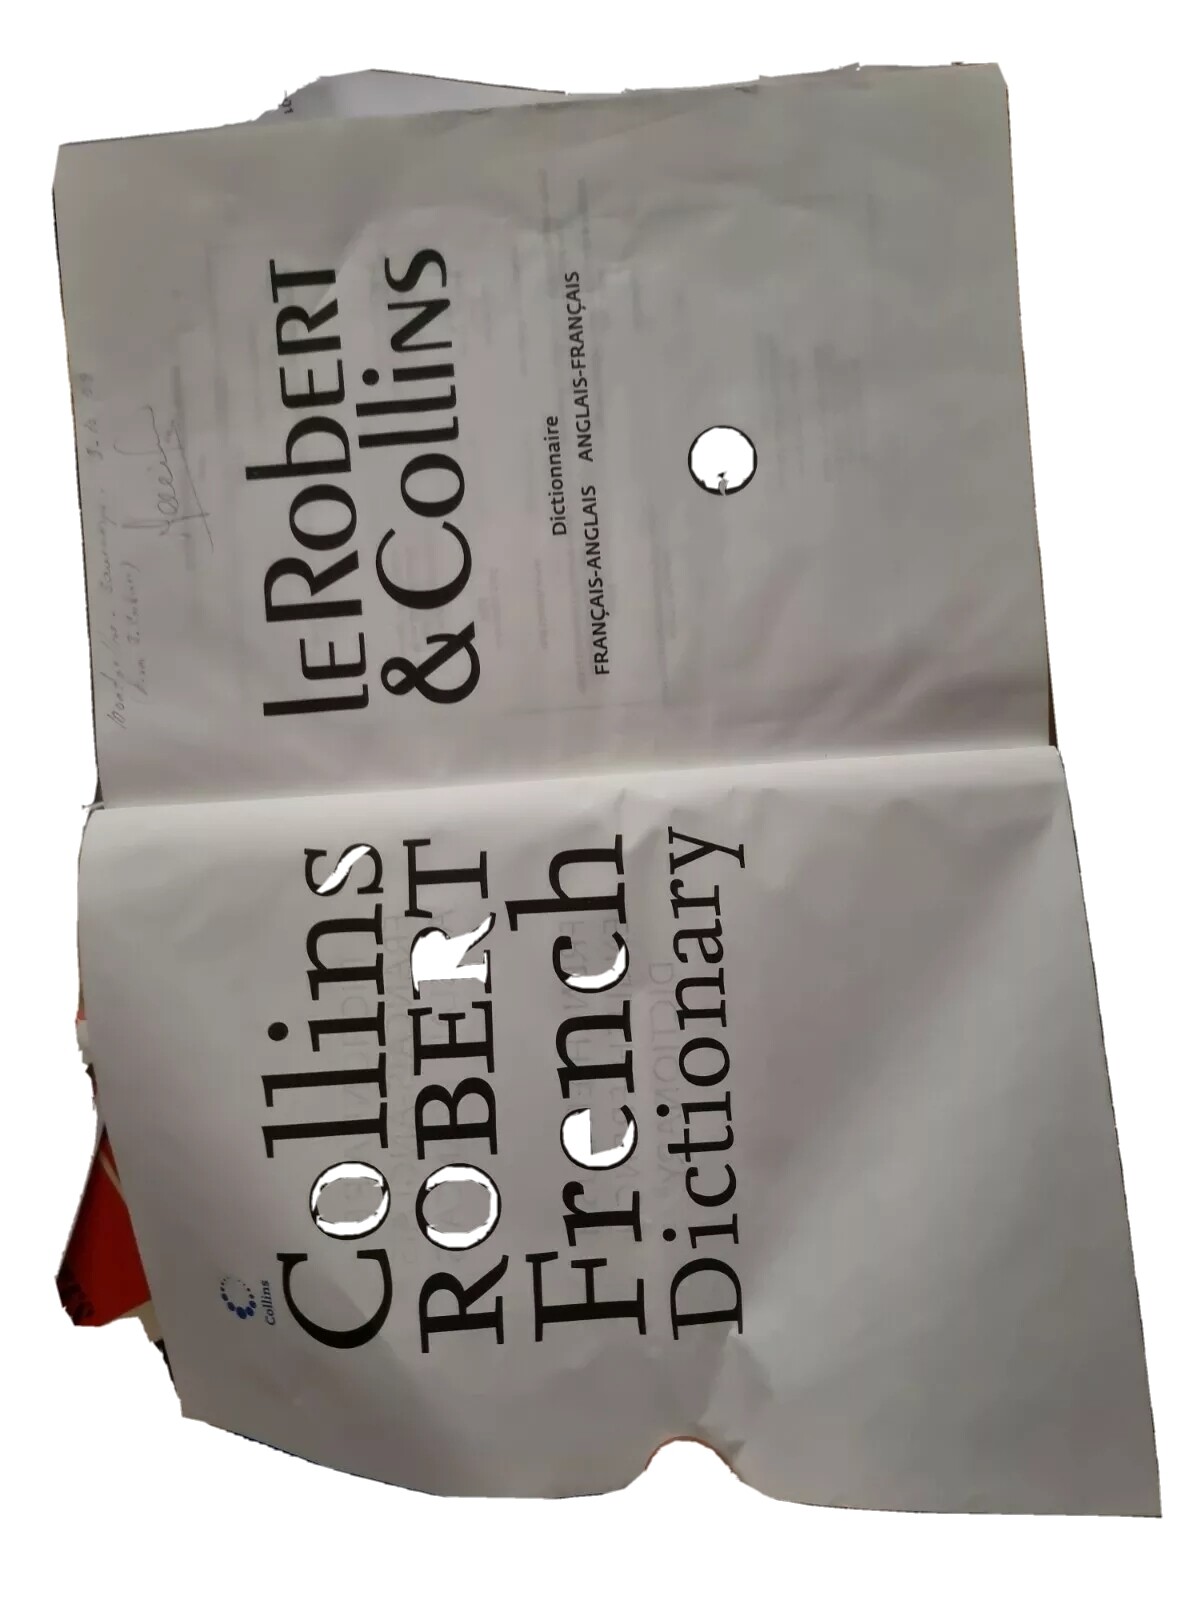 Collins
Collins
ROBERT
French
Dictionary
LE ROBERT
& Collins
Dictionnaire
FRANÇAIS-ANGLAIS ANGLAIS-FRANÇAIS